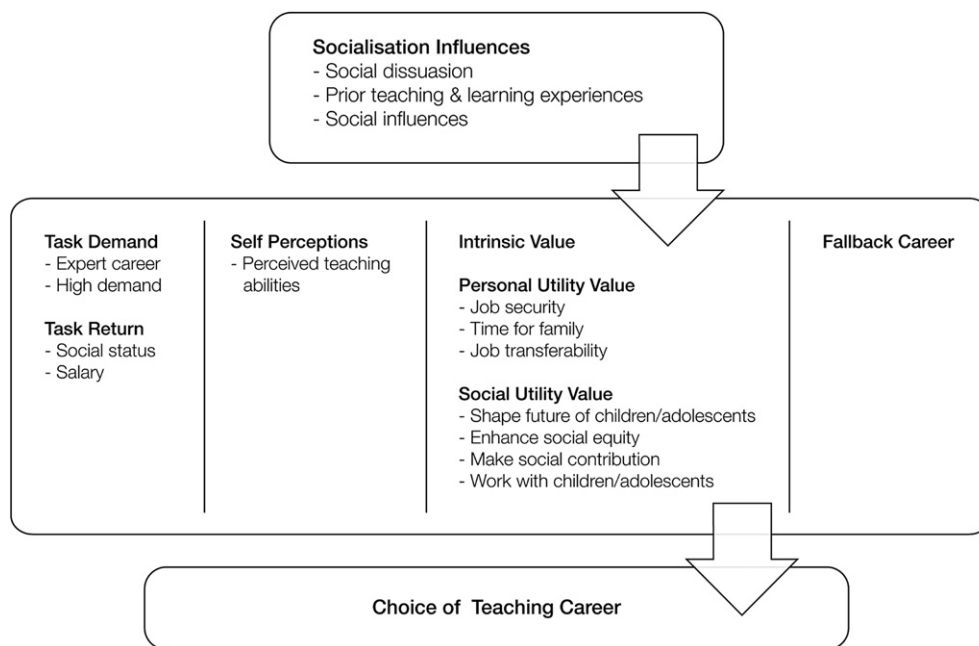 Socialisation Influences
- Social dissuasion
- Prior teaching & learning experiences
- Social influences
Task Demand
- Expert career
- High demand
Task Return
- Social status
- Salary
Self Perceptions
- Perceived teaching
abilities
Intrinsic Value
Personal Utility Value
- Job security
- Time for family
- Job transferability
Social Utility Value
- Shape future of children/adolescents
- Enhance social equity
- Make social contribution
- Work with children/adolescents
Fallback Career
Choice of Teaching Career